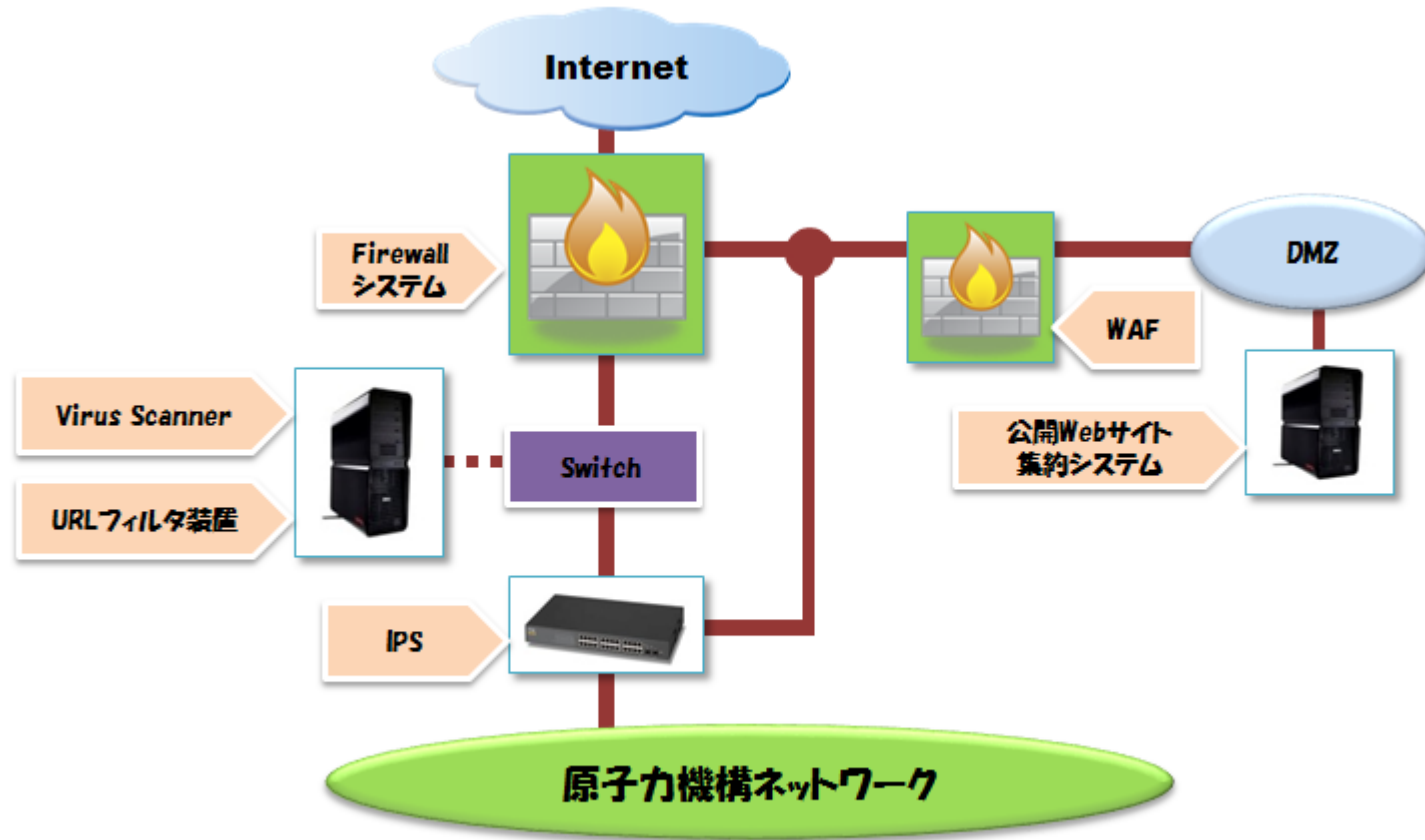 Internet
Firewall
システム
DMZ
WAF
Virus Scanner
URLフィルタ装置
Switch
公開Webサイト
集約システム
IPS
原子力機構ネットワーク